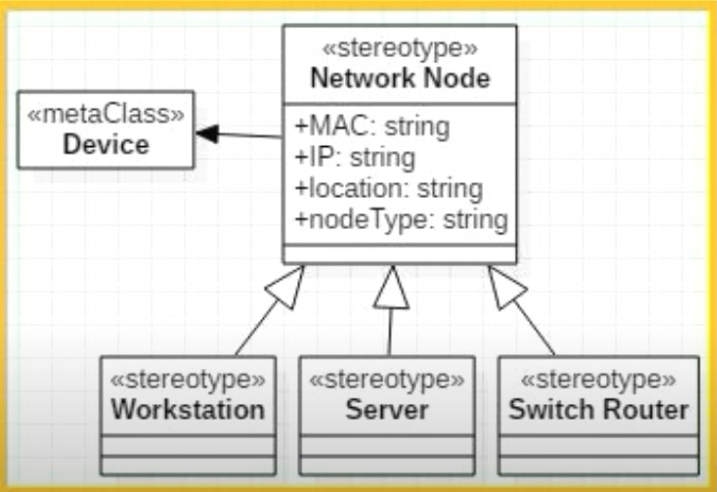 «stereotype»
Network Node
+MAC: string
+IP: string
+location: string
+nodeType: string
«metaClass»
Device
«stereotype»
Workstation
«stereotype»
Server
«stereotype»
Switch Router